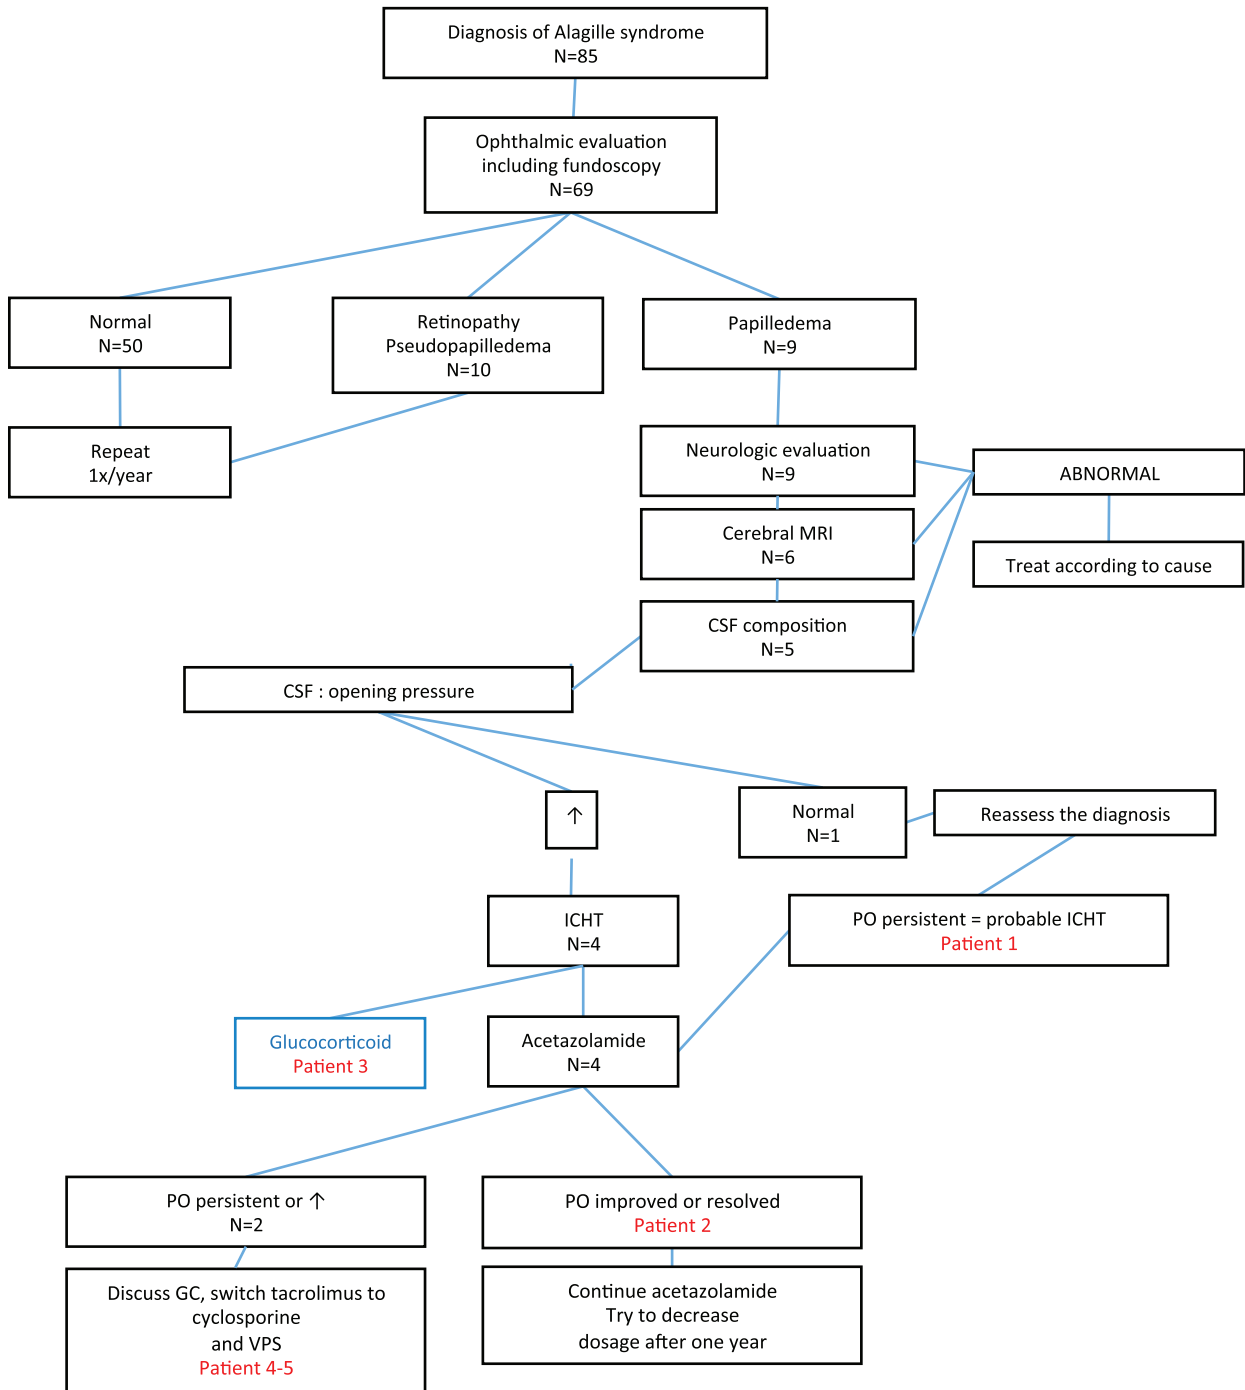 Diagnosis of Alagille syndrome
N=85
Ophthalmic evaluation
including fundoscopy
N=69
Normal
N=50
Retinopathy
Pseudopapilledema
N=10
Papilledema
N=9
Repeat
1x/year
Neurologic evaluation
N=9
ABNORMAL
Cerebral MRI
N=6
Treat according to cause
CSF composition
N=5
CSF : opening pressure
↑
Normal
N=1
Reassess the diagnosis
ICHT
N=4
PO persistent = probable ICHT
Patient 1
Glucocorticoid
Patient 3
Acetazolamide
N=4
PO persistent or ↑
N=2
PO improved or resolved
Patient 2
Discuss GC, switch tacrolimus to
cyclosporine
and VPS
Patient 4-5
Continue acetazolamide
Try to decrease
dosage after one year